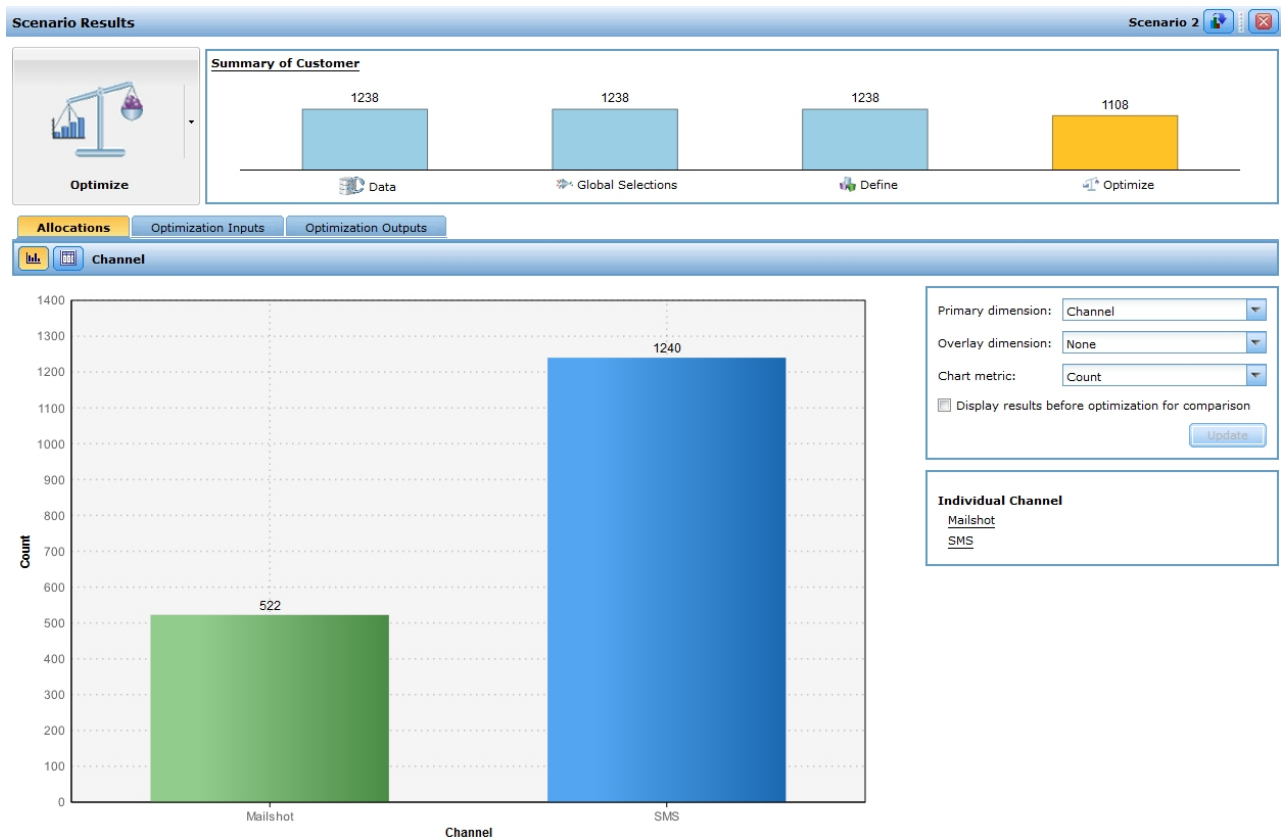 Scenario Results
Scenario 2
Optimize
Summary of Customer
1238
1238
1238
1108
Data
Global Selections
Define
Optimize
Allocations
Optimization Inputs
Optimization Outputs
Channel
1400
1300
1200
1100
1000
900
800
700
600
500
400
300
200
100
0
Count
522
1240
Mailshot
SMS
Channel
Primary dimension: Channel
Overlay dimension: None
Chart metric: Count
Display results before optimization for comparison
Update
Individual Channel
Mailshot
SMS